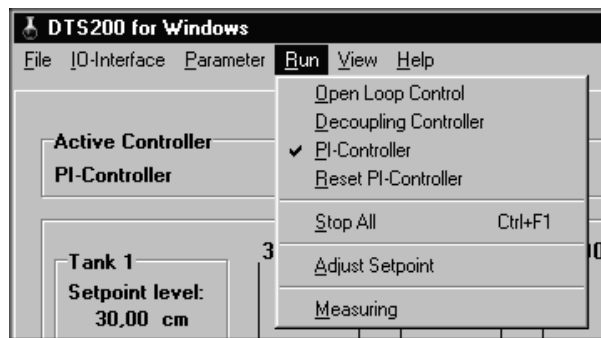 DTS200 for Windows
File IO-Interface Parameter Run View Help
Open Loop Control
Decoupling Controller
✔ PI-Controller
Reset PI-Controller
Stop All Ctrl+F1
Adjust Setpoint
Measuring
Active Controller
PI-Controller
Tank 1
Setpoint level:
30,00 cm